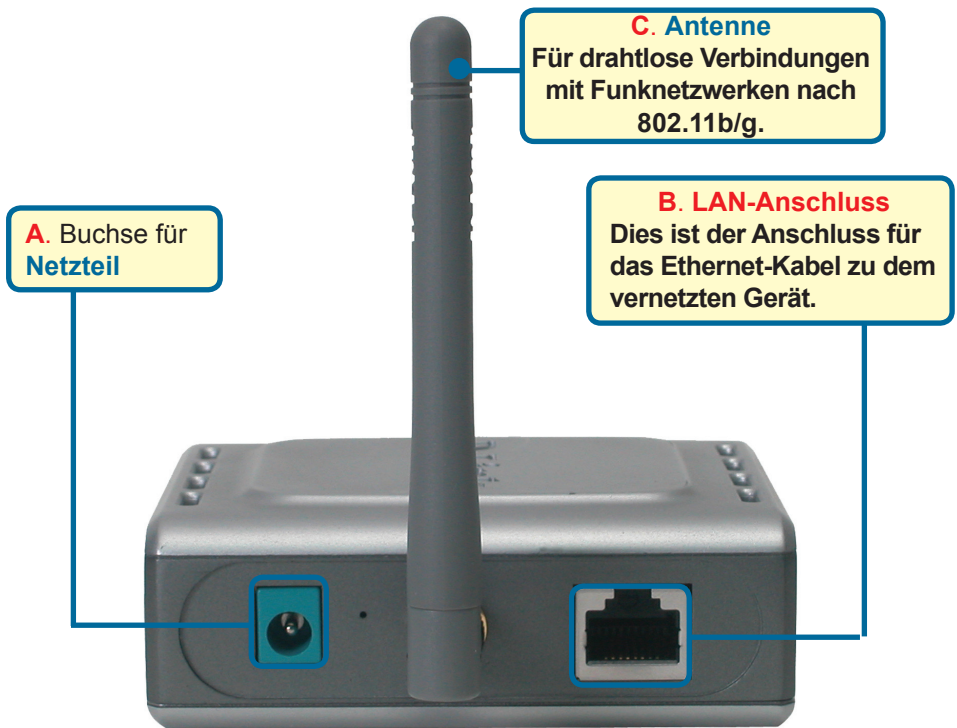 C. Antenne
Für drahtlose Verbindungen
mit Funknetzwerken nach
802.11b/g.
B. LAN-Anschluss
Dies ist der Anschluss für
das Ethernet-Kabel zu dem
vernetzten Gerät.
A. Buchse für
Netzteil